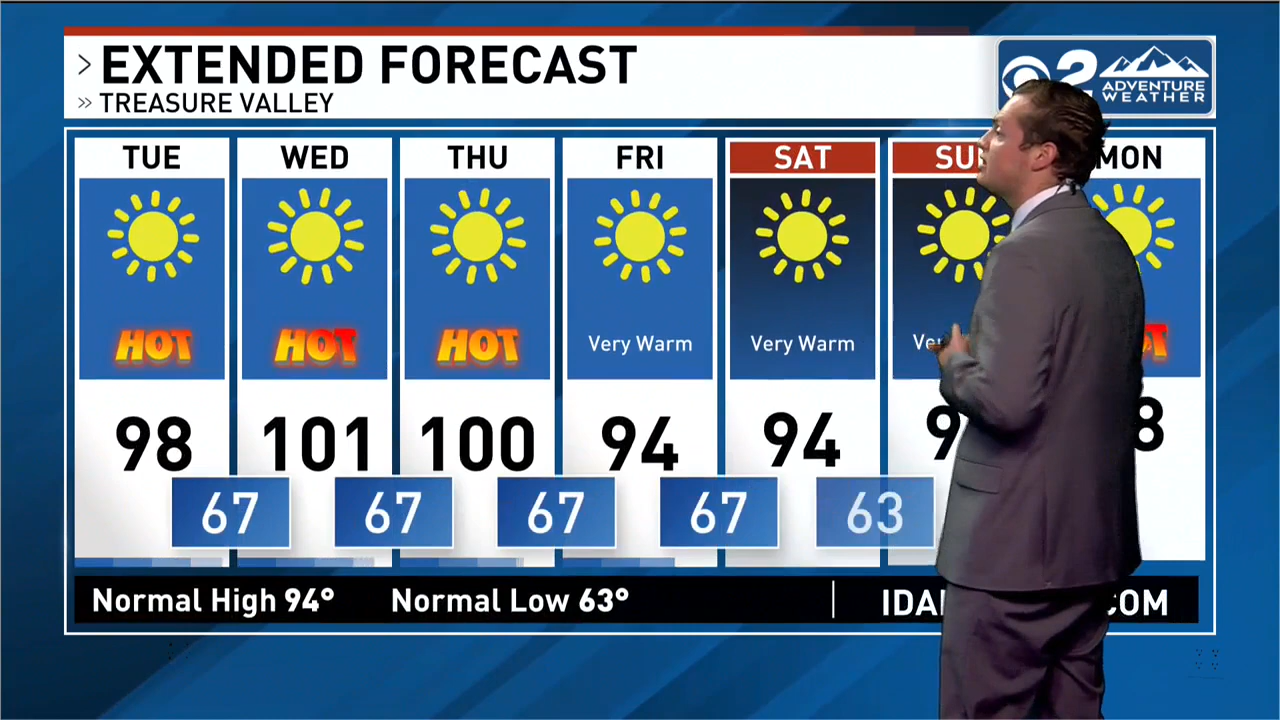 > EXTENDED FORECAST
» TREASURE VALLEY
2 ADVENTURE WEATHER
TUE WED THU FRI SAT MON
HOT HOT HOT Very Warm Very Warm
98 101 100 94 94
67 67 67 67 63
Normal High 94° Normal Low 63°